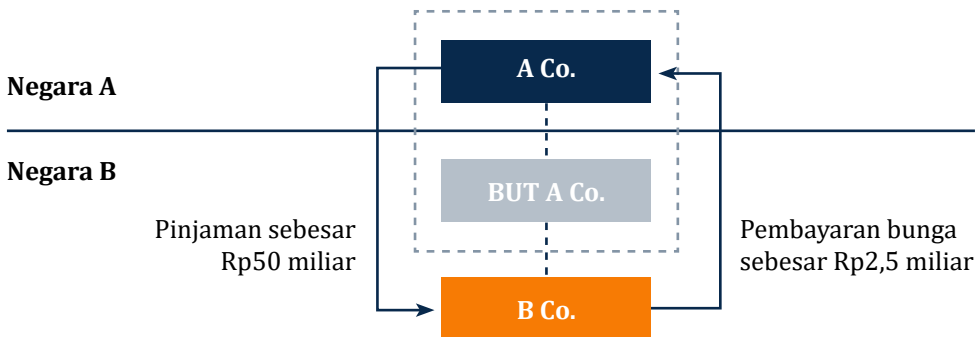 A Co.
Negara A
Negara B
BUT A Co.
Pinjaman sebesar
Rp50 miliar
Pembayaran bunga
sebesar Rp2,5 miliar
B Co.